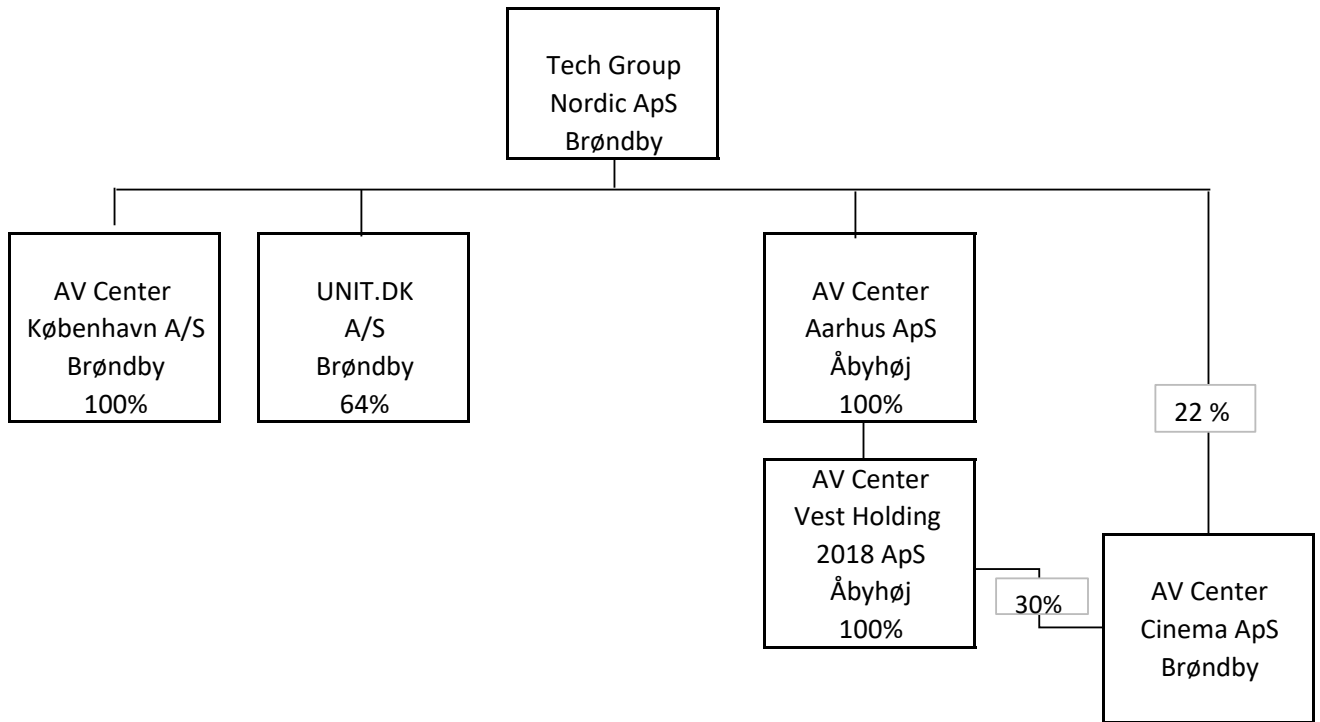 Tech Group
Nordic ApS
Brøndby
AV Center
København A/S
Brøndby
100%
UNIT.DK
A/S
Brøndby
64%
AV Center
Aarhus ApS
Åbyhøj
100%
22 %
AV Center
Vest Holding
2018 ApS
Åbyhøj
100%
30%
AV Center
Cinema ApS
Brøndby